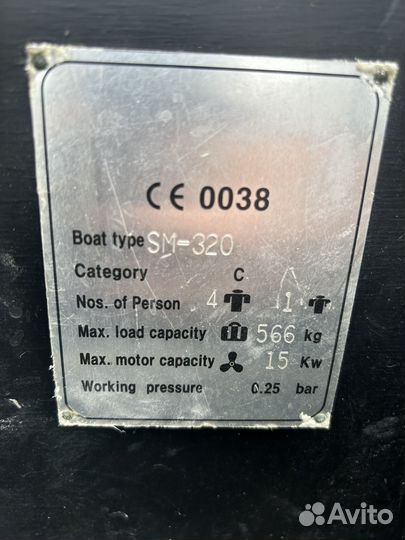 CE 0038
Boat type SM-320
Category C
Nos. of Person 4 1
Max. load capacity 566 kg
Max. motor capacity 15 Kw
Working pressure 0.25 bar
Avito